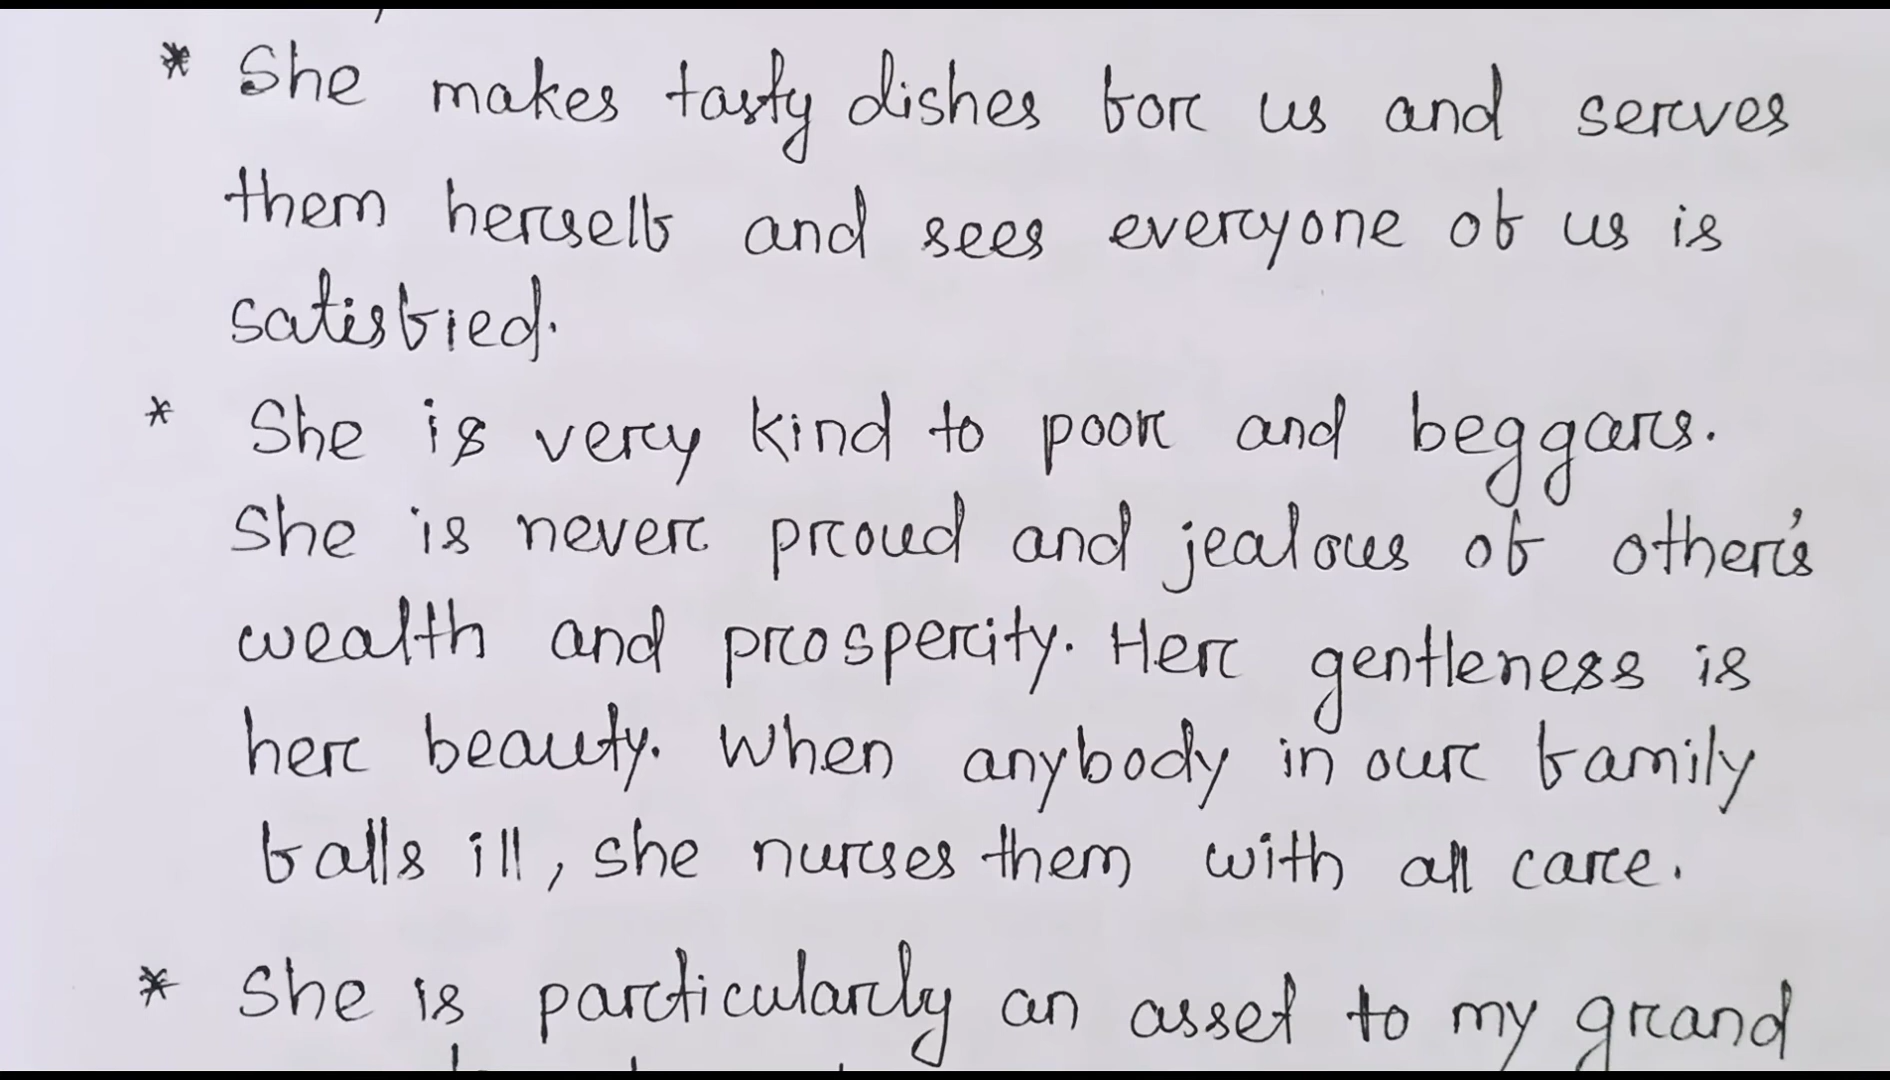 * She makes tasty dishes for us and serves
them herself and sees everyone of us is
satisfied.
* She is very kind to poor and beggars.
She is never proud and jealous of other's
wealth and prosperity. Her gentleness is
her beauty. When anybody in our family
falls ill, she nurses them with all care.
* She is particularly an asset to my grand